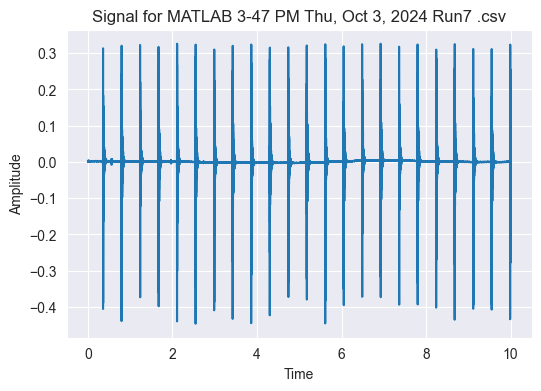 Signal for MATLAB 3-47 PM Thu, Oct 3, 2024 Run7 .csv
0.3
0.2
0.1
0.0
−0.1
−0.2
−0.3
−0.4
Amplitude
0 2 4 6 8 10
Time